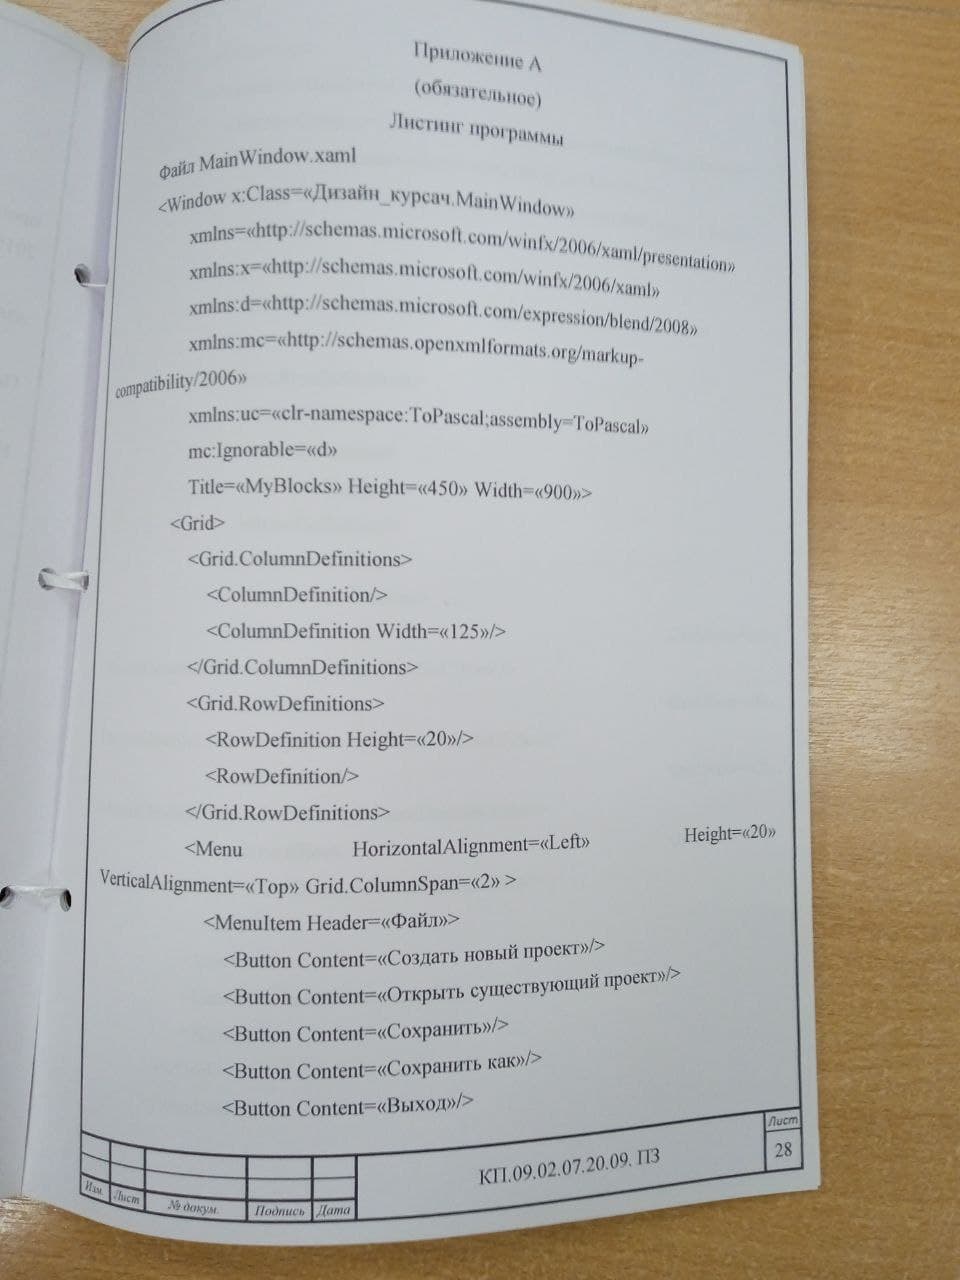 Приложение А
(обязательное)
Листинг программы
Файл MainWindow.xaml
<Window x:Class=«Дизайн_курсач.MainWindow»
xmlns=«http://schemas.microsoft.com/winfx/2006/xaml/presentation»
xmlns:x=«http://schemas.microsoft.com/winfx/2006/xaml»
xmlns:d=«http://schemas.microsoft.com/expression/blend/2008»
xmlns:mc=«http://schemas.openxmlformats.org/markup-
compatibility/2006»
xmlns:uc=«clr-namespace:ToPascal;assembly=ToPascal»
mc:Ignorable=«d»
Title=«MyBlocks» Height=«450» Width=«900»>
<Grid>
<Grid.ColumnDefinitions>
<ColumnDefinition/>
<ColumnDefinition Width=«125»/>
</Grid.ColumnDefinitions>
<Grid.RowDefinitions>
<RowDefinition Height=«20»/>
<RowDefinition/>
</Grid.RowDefinitions>
<Menu HorizontalAlignment=«Left» Height=«20»
VerticalAlignment=«Top» Grid.ColumnSpan=«2» >
<MenuItem Header=«Файл»>
<Button Content=«Создать новый проект»/>
<Button Content=«Открыть существующий проект»/>
<Button Content=«Сохранить»/>
<Button Content=«Сохранить как»/>
<Button Content=«Выход»/>
КП.09.02.07.20.09. ПЗ
Лист
28
Изм. Лист № докум. Подпись Дата